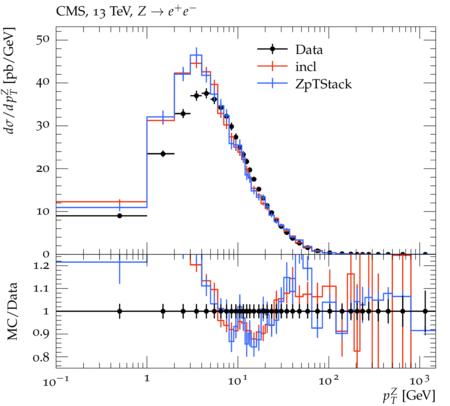 CMS, 13 TeV, Z → e⁺e⁻
dσ/dp_T^Z [pb/GeV]
50
40
30
20
10
0
Data
incl
ZpTStack
MC/Data
1.2
1.1
1
0.9
0.8
10⁻¹ 1 10¹ 10² 10³
p_T^Z [GeV]